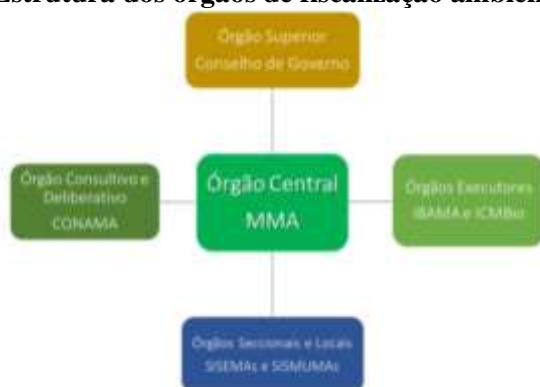 Estrutura dos órgãos de fiscalização
Órgão Superior
Conselho de Governo
Órgão Consultivo e
Deliberativo
CONAMA
Órgão Central
MMA
Órgãos Executores
IBAMA e ICMBio
Órgãos Seccionais e Locais
SISEMAs e SISMUMAs